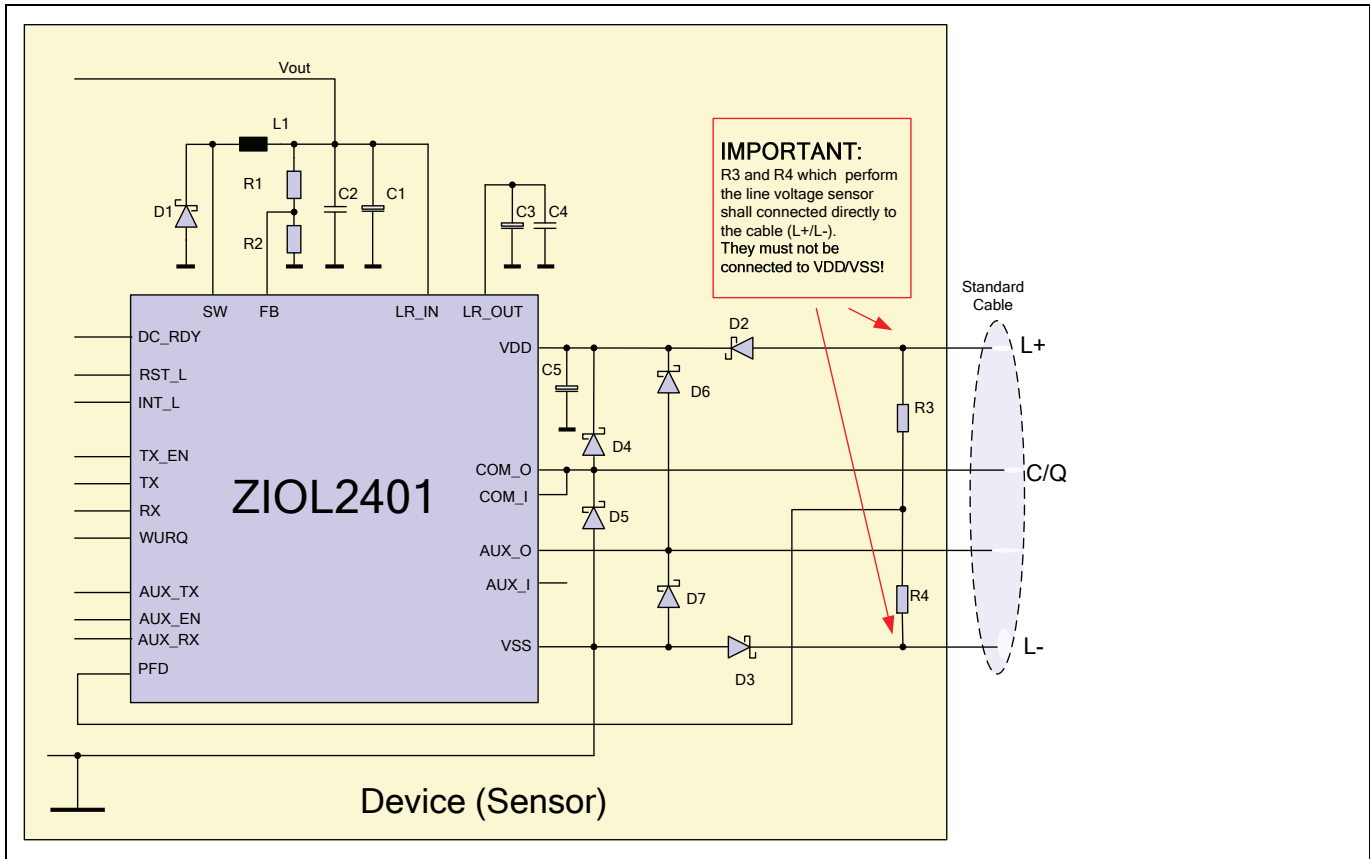 Vout
L1
R1
C2
C1
D1
R2
C3
C4
IMPORTANT:
R3 and R4 which perform
the line voltage sensor
shall connected directly to
the cable (L+/L-).
They must not be
connected to VDD/VSS!
Standard
Cable
SW
FB
LR_IN
LR_OUT
DC_RDY
RST_L
INT_L
TX_EN
TX
RX
WURQ
AUX_TX
AUX_EN
AUX_RX
PFD
ZIOL2401
VDD
COM_O
COM_I
AUX_O
AUX_I
VSS
C5
D2
D6
D4
D5
D7
D3
R3
R4
L+
C/Q
L-
Device (Sensor)